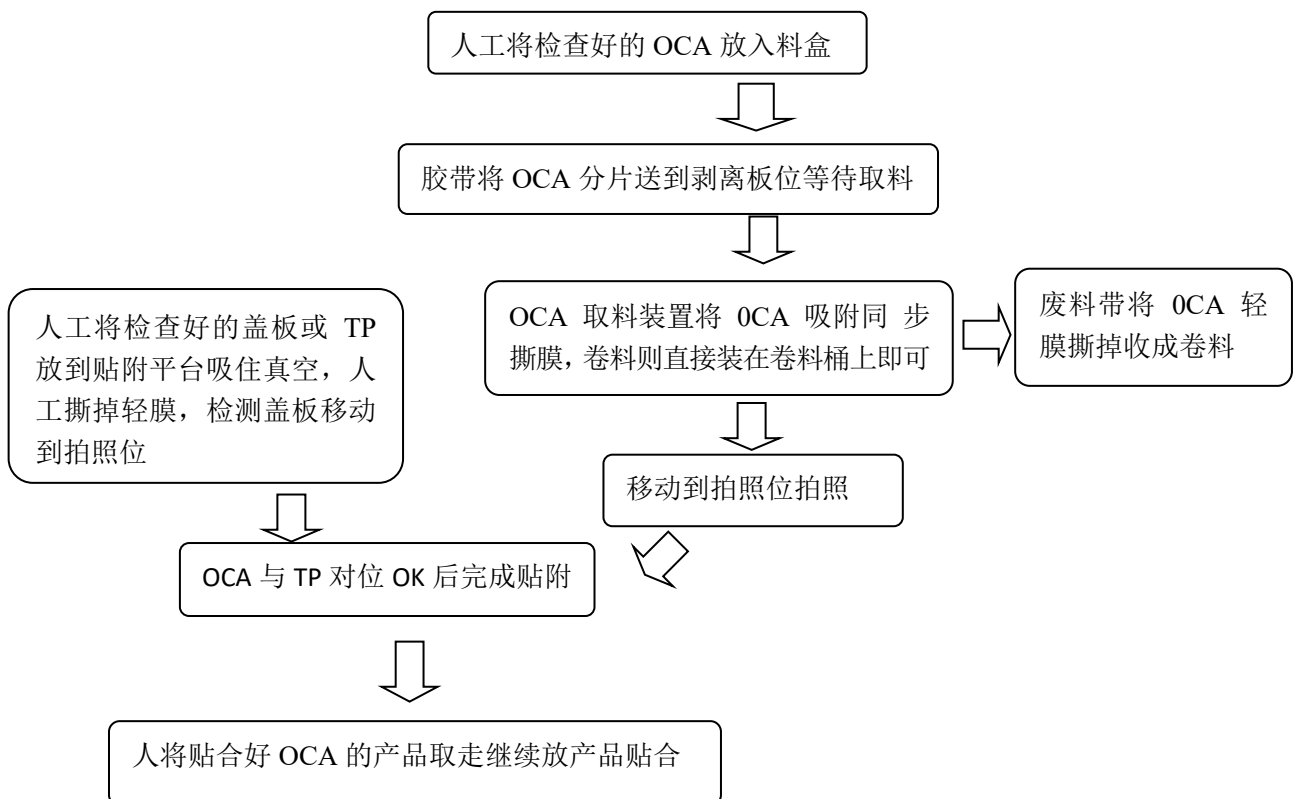 人工将检查好的 OCA 放入料盒
胶带将 OCA 分片送到剥离板位等待取料
OCA 取料装置将 0CA 吸附同 步
撕膜，卷料则直接装在卷料桶上即可
废料带将 0CA 轻
膜撕掉收成卷料
人工将检查好的盖板或 TP
放到贴附平台吸住真空，人
工撕掉轻膜，检测盖板移动
到拍照位
移动到拍照位拍照
OCA 与 TP 对位 OK 后完成贴附
人将贴合好 OCA 的产品取走继续放产品贴合